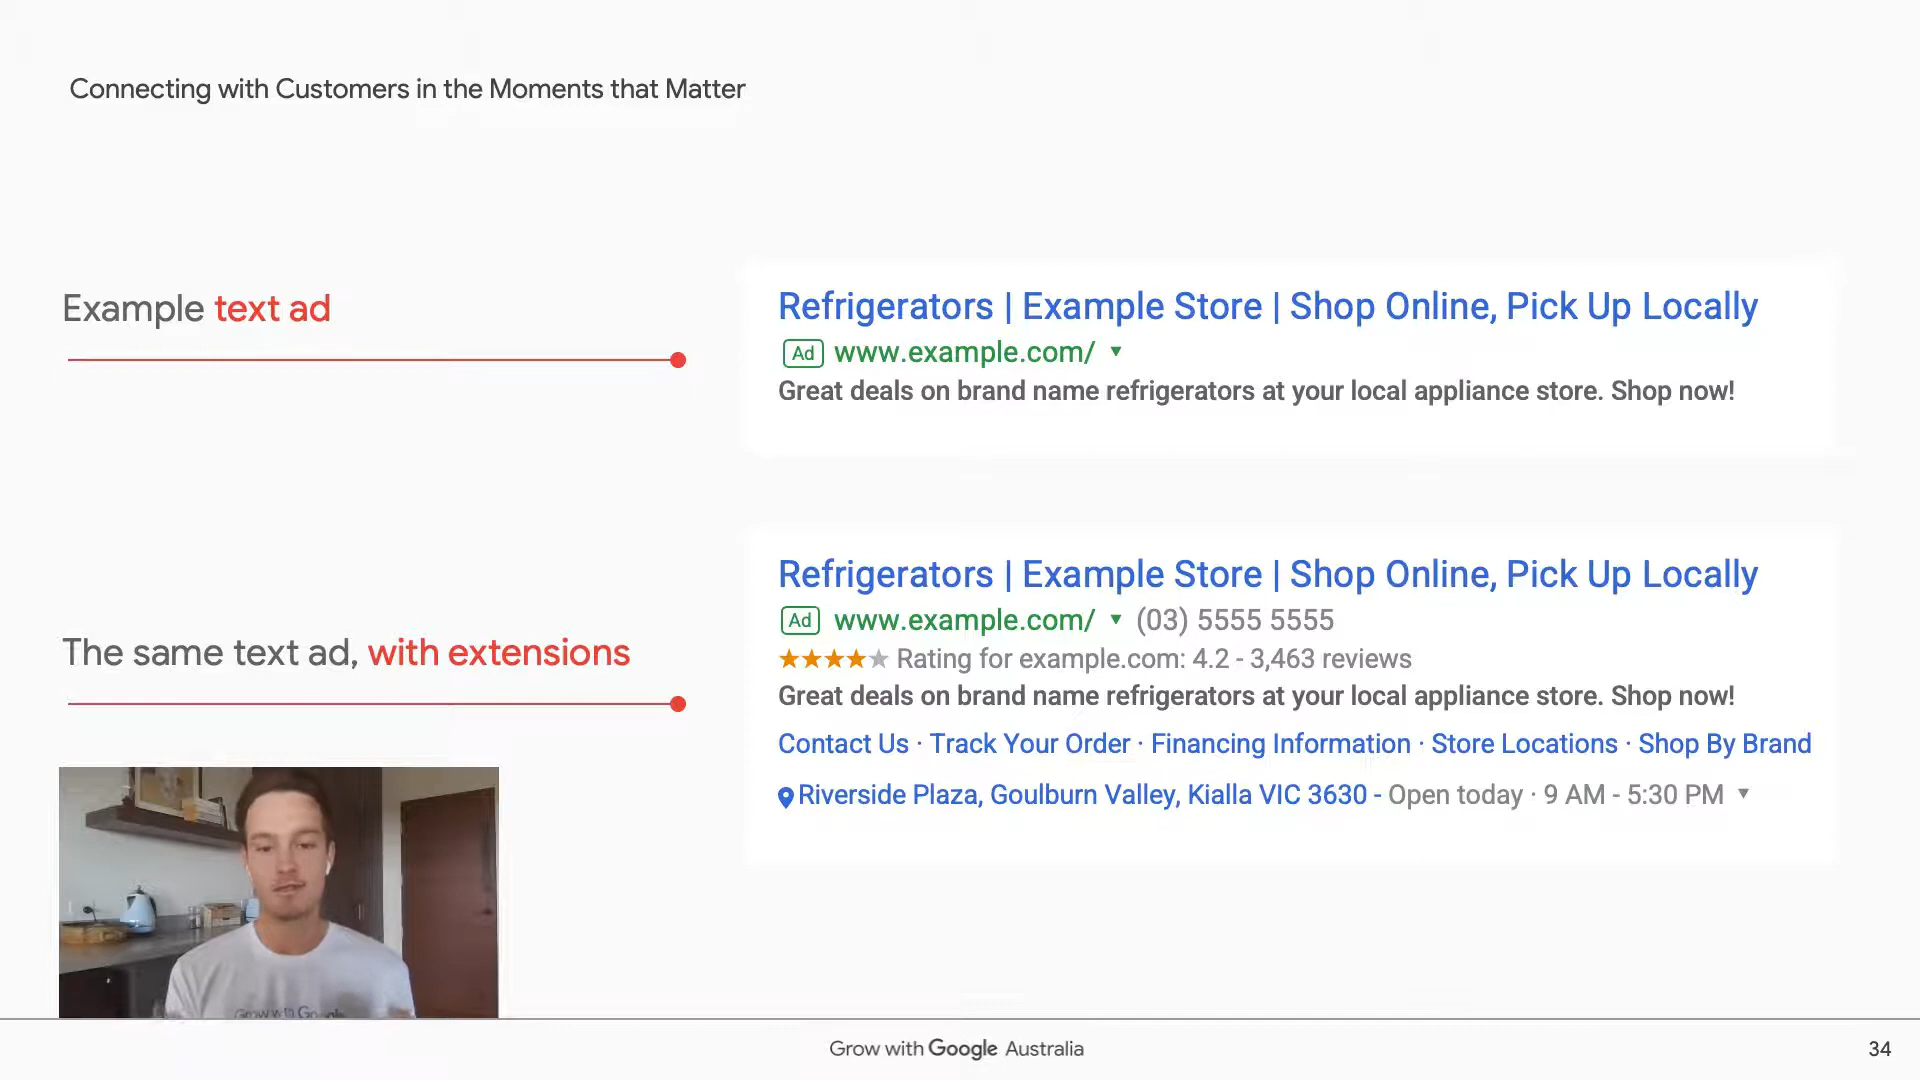 Connecting with Customers in the Moments that Matter
Example text ad
Refrigerators | Example Store | Shop Online, Pick Up Locally
Ad www.example.com/ ▼
Great deals on brand name refrigerators at your local appliance store. Shop now!
The same text ad, with extensions
Refrigerators | Example Store | Shop Online, Pick Up Locally
Ad www.example.com/ ▼ (03) 5555 5555
Rating for example.com: 4.2 - 3,463 reviews
Great deals on brand name refrigerators at your local appliance store. Shop now!
Contact Us · Track Your Order · Financing Information · Store Locations · Shop By Brand
Riverside Plaza, Goulburn Valley, Kialla VIC 3630 - Open today · 9 AM - 5:30 PM ▼
Grow with Google
Grow with Google Australia
34